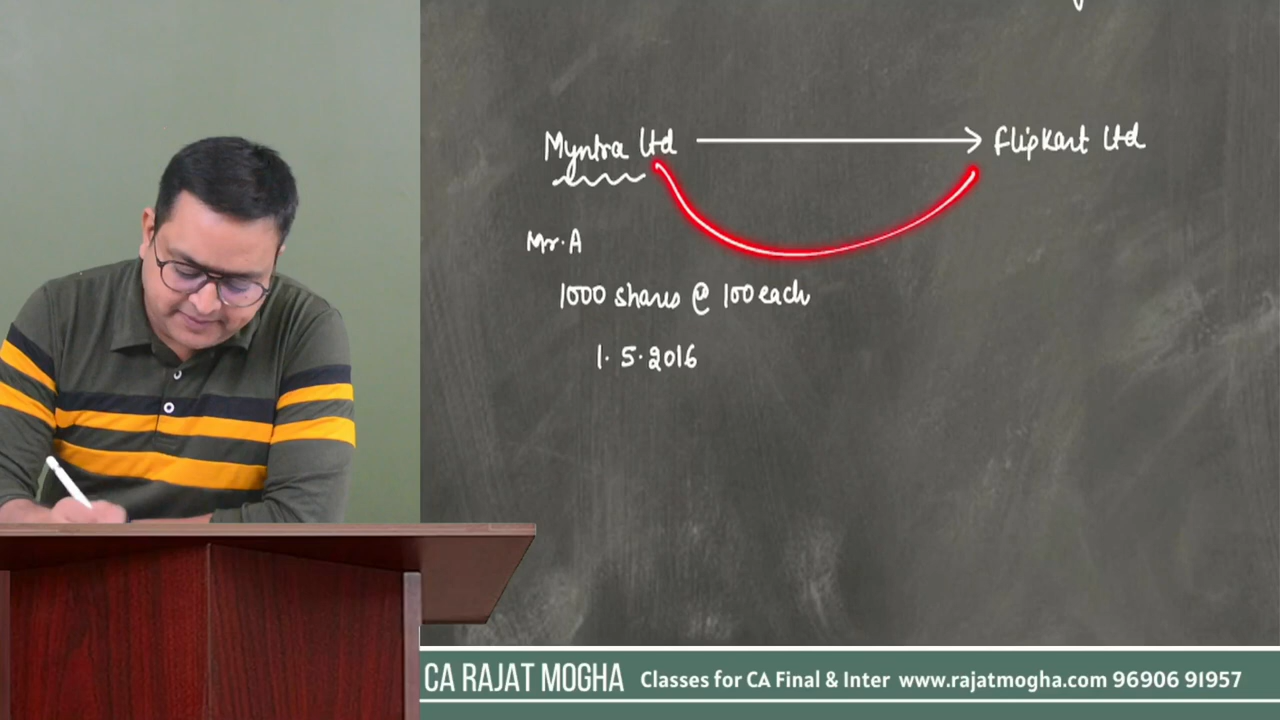 Myntra Ltd → Flipkart Ltd
Mr. A
1000 shares @ 100 each
1.5.2016
CA RAJAT MOGHA Classes for CA Final & Inter www.rajatmogha.com 96906 91957